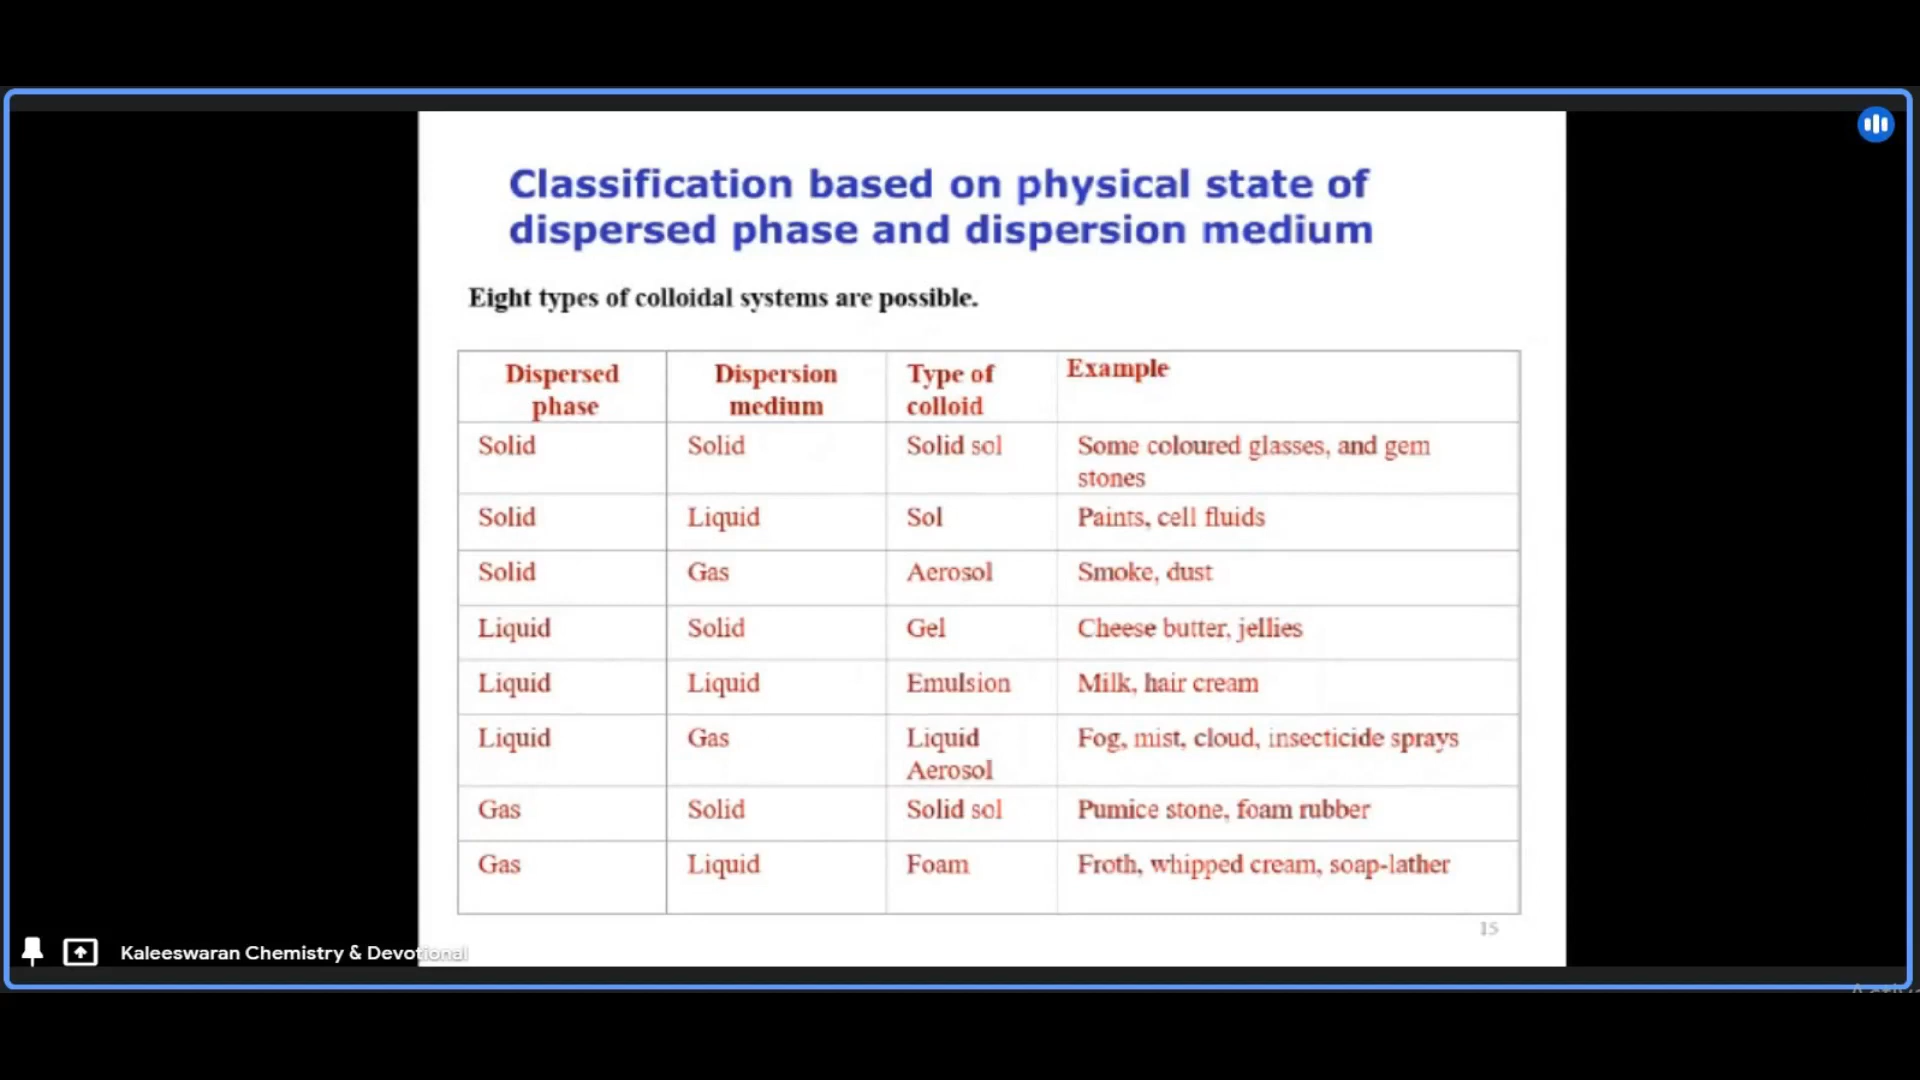 Classification based on physical state of
dispersed phase and dispersion medium
Eight types of colloidal systems are possible.
Dispersed phase Dispersion medium Type of colloid Example
Solid Solid Solid sol Some coloured glasses, and gem stones
Solid Liquid Sol Paints, cell fluids
Solid Gas Aerosol Smoke, dust
Liquid Solid Gel Cheese butter, jellies
Liquid Liquid Emulsion Milk, hair cream
Liquid Gas Liquid Aerosol Fog, mist, cloud, insecticide sprays
Gas Solid Solid sol Pumice stone, foam rubber
Gas Liquid Foam Froth, whipped cream, soap-lather
15
Kaleeswaran Chemistry & Devotional